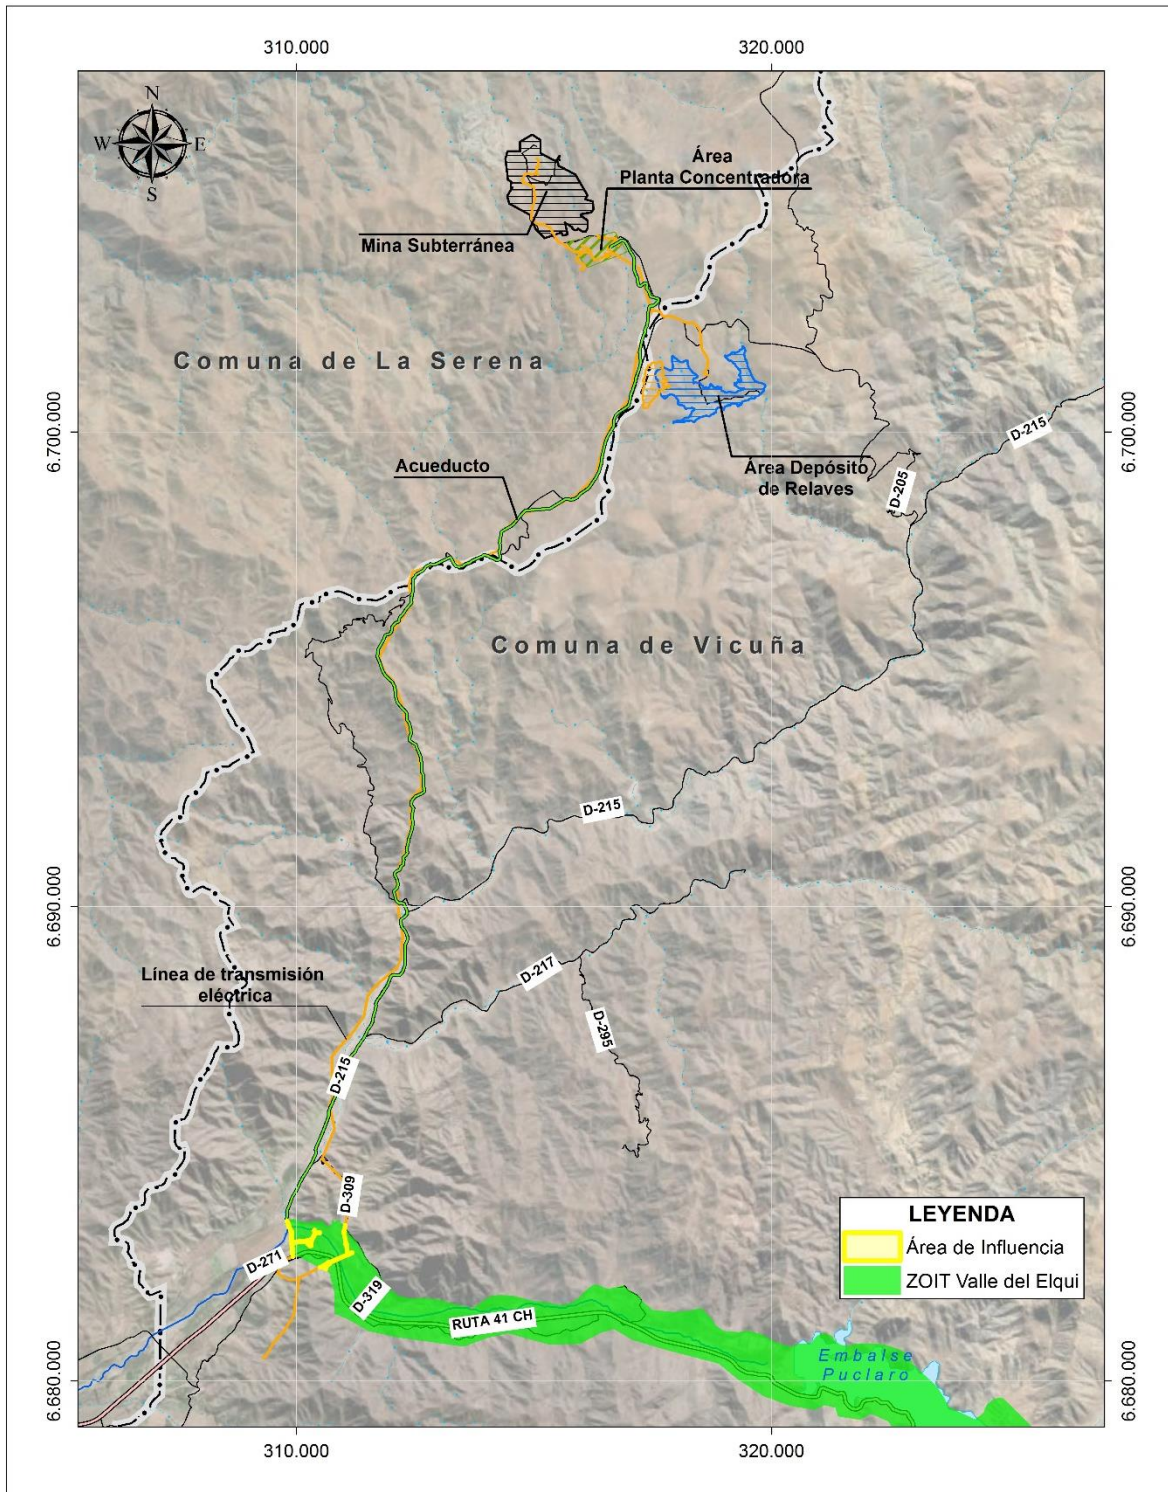 310.000
320.000
N
W
E
S
Área
Planta Concentradora
Mina Subterránea
Comuna de La Serena
6.700.000
6.700.000
D-215
Acueducto
Área Depósito
de Relaves
D-205
Comuna de Vicuña
D-215
6.690.000
6.690.000
Línea de transmisión
eléctrica
D-217
D-295
D-215
D-309
LEYENDA
Área de Influencia
ZOIT Valle del Elqui
D-271
D-319
RUTA 41 CH
Embalse
Puclaro
6.680.000
6.680.000
310.000
320.000